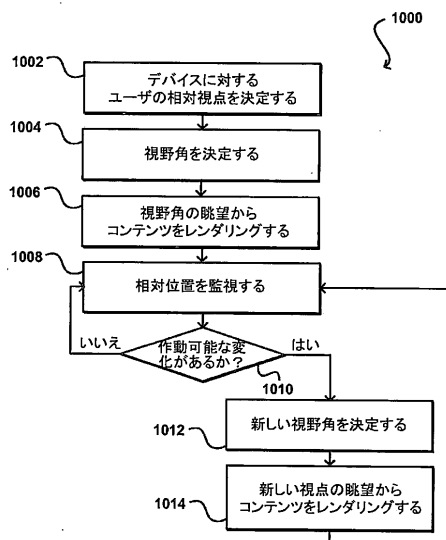 1000
1002
デバイスに対する
ユーザの相対視点を決定する
1004
視野角を決定する
1006
視野角の眺望から
コンテンツをレンダリングする
1008
相対位置を監視する
いいえ
作動可能な変
化があるか?
はい
1010
1012
新しい視野角を決定する
1014
新しい視点の眺望から
コンテンツをレンダリングする